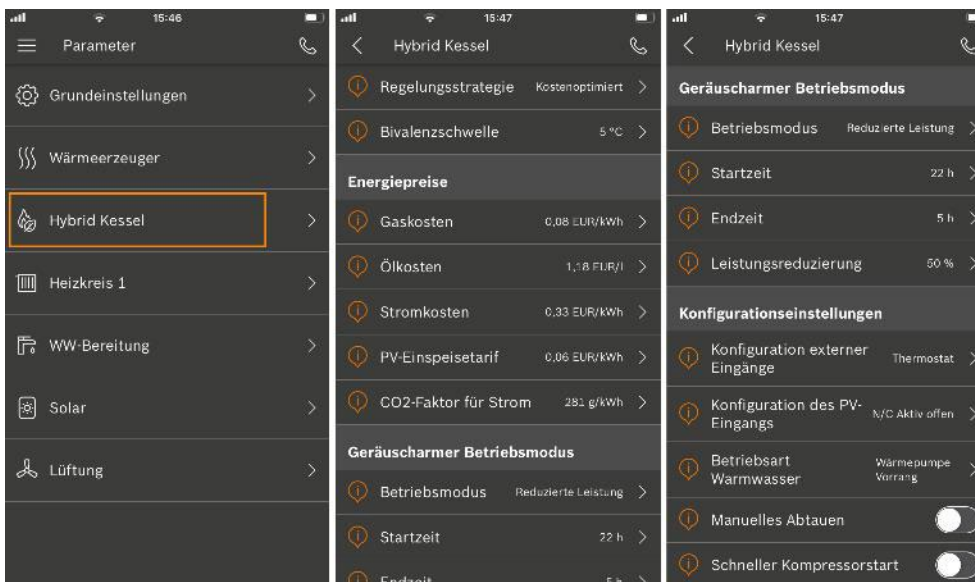 15:46
Parameter
Grundeinstellungen
Wärmeerzeuger
Hybrid Kessel
Heizkreis 1
WW-Bereitung
Solar
Lüftung
15:47
Hybrid Kessel
Regelungsstrategie Kostenoptimiert
Bivalenzschwelle 5 °C
Energiepreise
Gaskosten 0,08 EUR/kWh
Ölkosten 1,18 EUR/l
Stromkosten 0,33 EUR/kWh
PV-Einspeisetarif 0,06 EUR/kWh
CO2-Faktor für Strom 281 g/kWh
Geräuscharmer Betriebsmodus
Betriebsmodus Reduzierte Leistung
Startzeit 22 h
Endzeit 5 h
15:47
Hybrid Kessel
Geräuscharmer Betriebsmodus
Betriebsmodus Reduzierte Leistung
Startzeit 22 h
Endzeit 5 h
Leistungsreduzierung 50 %
Konfigurationseinstellungen
Konfiguration externer
Eingänge
Thermostat
Konfiguration des PV-
Eingangs
N/C Aktiv offen
Betriebsart
Warmwasser
Wärmepumpe
Vorrang
Manuelles Abtauen
Schneller Kompressorstart